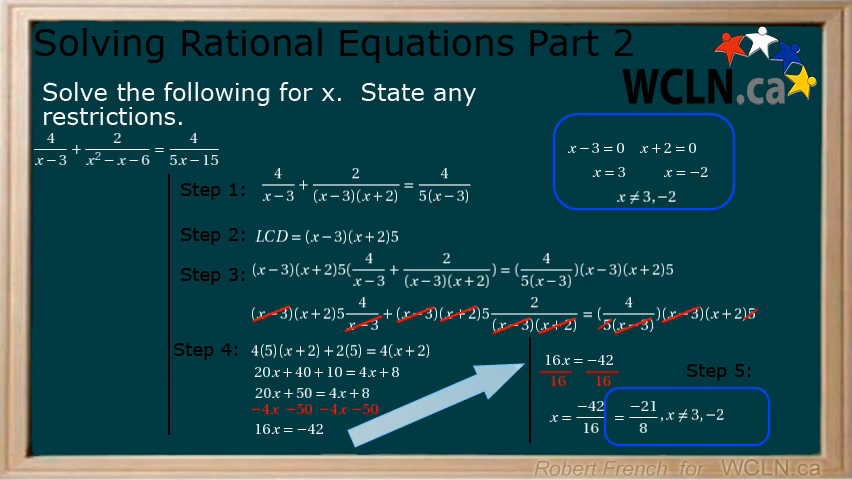 Solving Rational Equations Part 2
WCLN.ca
Solve the following for x. State any
restrictions.
4/(x−3) + 2/(x²−x−6) = 4/(5x−15)
x−3=0 x+2=0
x=3 x=−2
x≠3,−2
Step 1: 4/(x−3) + 2/((x−3)(x+2)) = 4/(5(x−3))
Step 2: LCD=(x−3)(x+2)5
Step 3: (x−3)(x+2)5(4/(x−3) + 2/((x−3)(x+2))) = (4/(5(x−3)))(x−3)(x+2)5
(x−3)(x+2)5 4/(x−3) + (x−3)(x+2)5 2/((x−3)(x+2)) = (4/(5(x−3)))(x−3)(x+2)5
Step 4: 4(5)(x+2)+2(5)=4(x+2)
20x+40+10=4x+8
20x+50=4x+8
−4x −50 −4x −50
16x=−42
Step 5:
16x=−42
16 16
x= −42/16 = −21/8 , x≠3,−2
Robert French for WCLN.ca